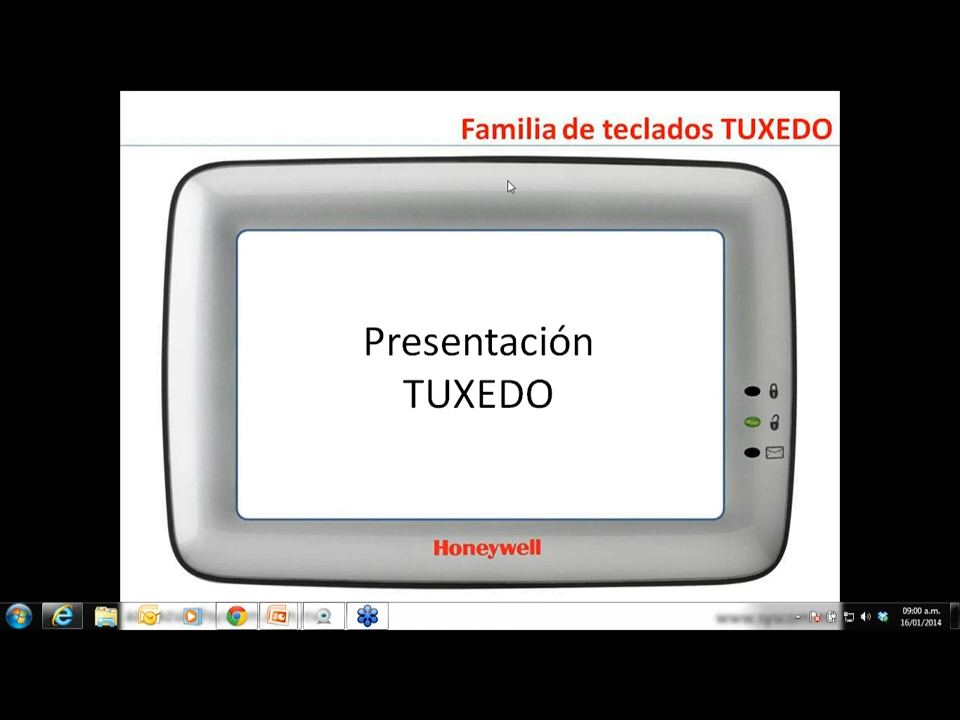 Familia de teclados TUXEDO
Presentación
TUXEDO
Honeywell
09:00 a.m.
16/01/2014